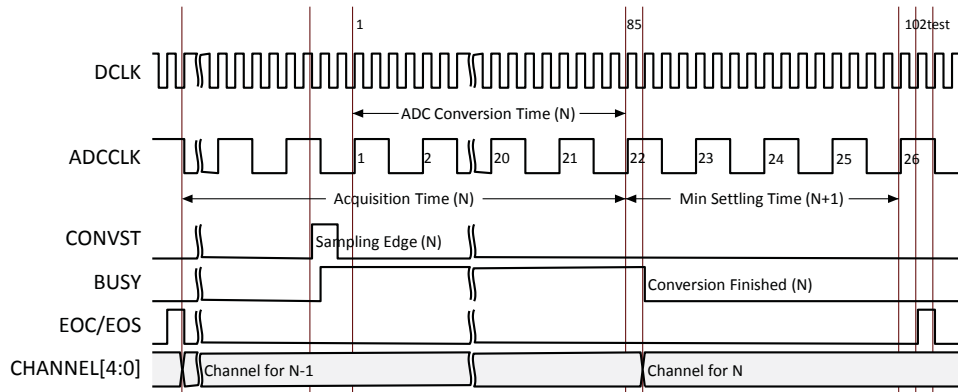 1 85 102test
DCLK
ADC Conversion Time (N)
ADCCLK 1 2 20 21 22 23 24 25 26
Acquisition Time (N) Min Settling Time (N+1)
CONVST Sampling Edge (N)
BUSY Conversion Finished (N)
EOC/EOS
CHANNEL[4:0] Channel for N-1 Channel for N